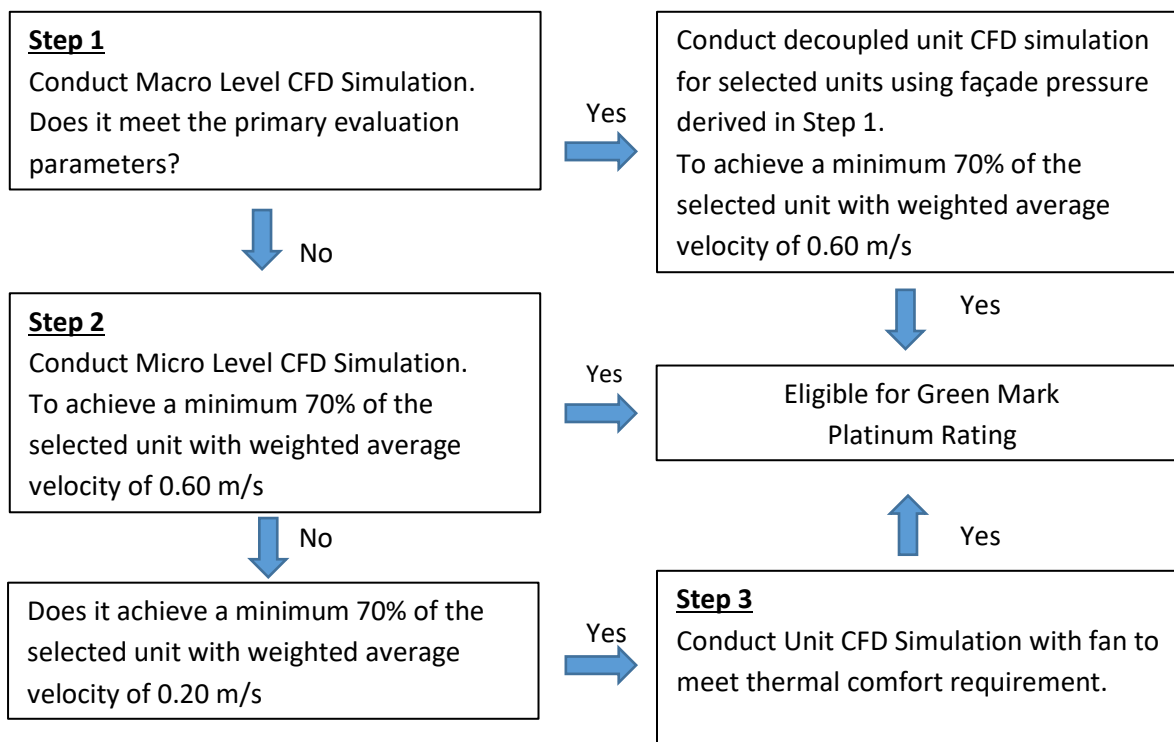 Step 1
Conduct Macro Level CFD Simulation.
Does it meet the primary evaluation
parameters?
Yes
Conduct decoupled unit CFD simulation
for selected units using façade pressure
derived in Step 1.
To achieve a minimum 70% of the
selected unit with weighted average
velocity of 0.60 m/s
No
Yes
Step 2
Conduct Micro Level CFD Simulation.
To achieve a minimum 70% of the
selected unit with weighted average
velocity of 0.60 m/s
Yes
Eligible for Green Mark
Platinum Rating
No
Yes
Does it achieve a minimum 70% of the
selected unit with weighted average
velocity of 0.20 m/s
Yes
Step 3
Conduct Unit CFD Simulation with fan to
meet thermal comfort requirement.